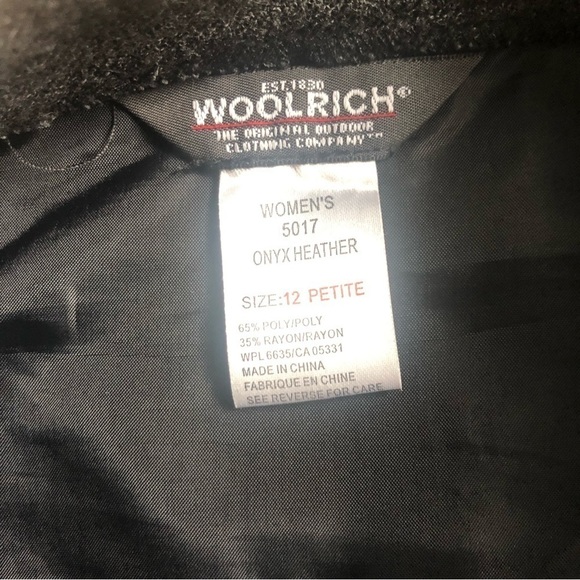 EST.1830
WOOLRICH®
THE ORIGINAL OUTDOOR
CLOTHING COMPANY™
WOMEN'S
5017
ONYX HEATHER
SIZE:12 PETITE
65% POLY/POLY
35% RAYON/RAYON
WPL 6635/CA 05331
MADE IN CHINA
FABRIQUE EN CHINE
SEE REVERSE FOR CARE